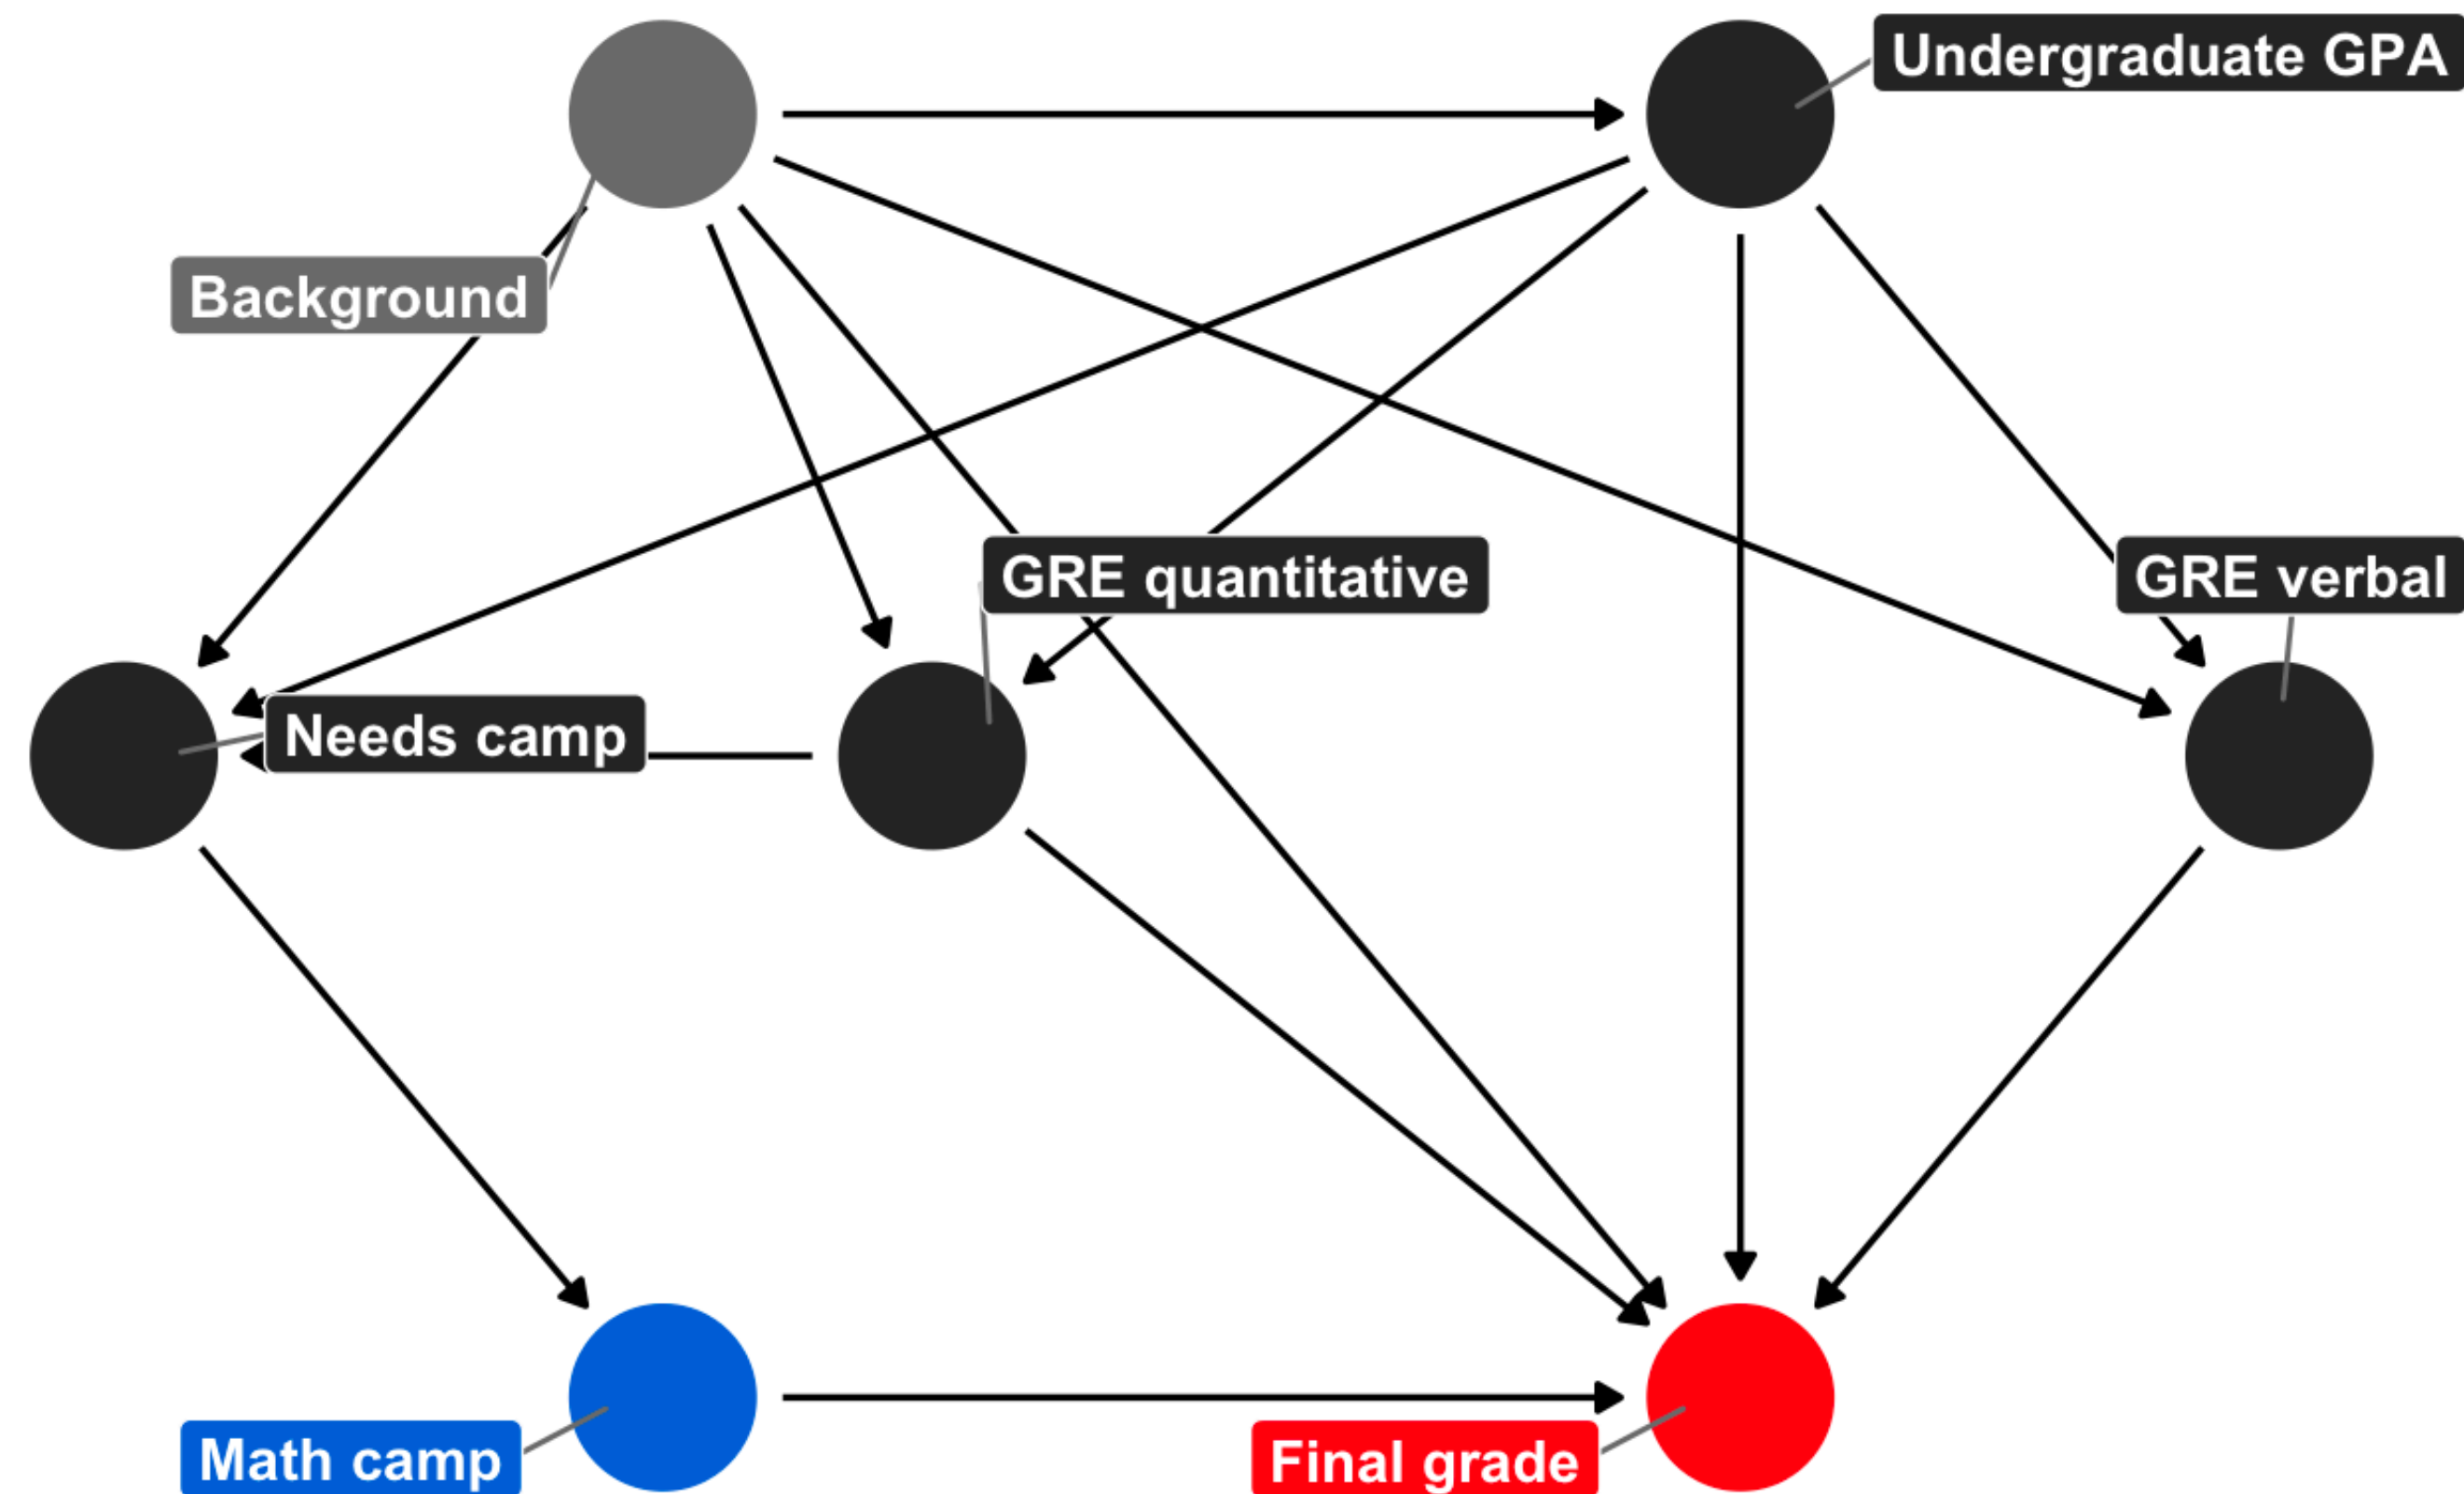 Undergraduate GPA
Background
GRE quantitative
GRE verbal
Needs camp
Math camp
Final grade